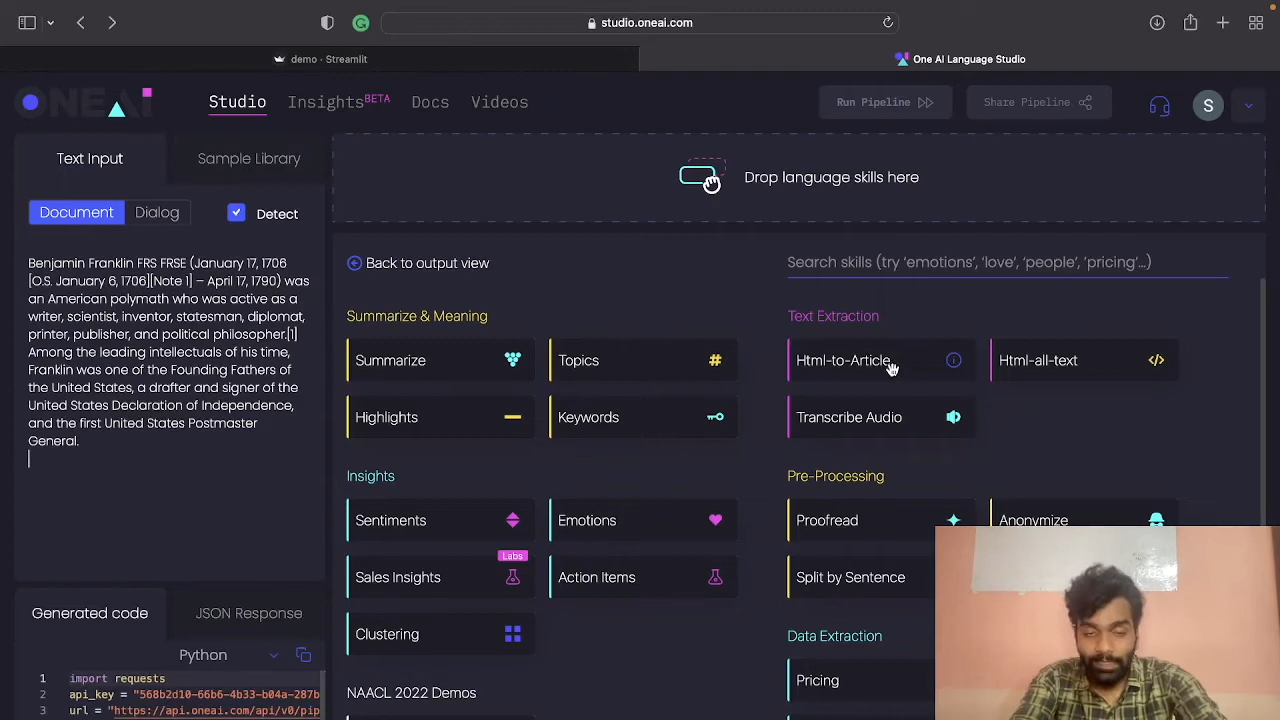 studio.oneai.com
demo · Streamlit
One AI Language Studio
ONEAI
Studio
Insights BETA
Docs
Videos
Run Pipeline
Share Pipeline
S
Text Input
Sample Library
Document
Dialog
Detect
Benjamin Franklin FRS FRSE (January 17, 1706
[O.S. January 6, 1706][Note 1] – April 17, 1790) was
an American polymath who was active as a
writer, scientist, inventor, statesman, diplomat,
printer, publisher, and political philosopher.[1]
Among the leading intellectuals of his time,
Franklin was one of the Founding Fathers of
the United States, a drafter and signer of the
United States Declaration of Independence,
and the first United States Postmaster
General.
Generated code
JSON Response
Python
1 import requests
2 api_key = "568b2d10-66b6-4b33-b04a-287b
3 url = "https://api.oneai.com/api/v0/pip
Drop language skills here
Back to output view
Search skills (try 'emotions', 'love', 'people', 'pricing'...)
Summarize & Meaning
Summarize
Topics
Highlights
Keywords
Insights
Sentiments
Emotions
Labs
Sales Insights
Action Items
Clustering
NAACL 2022 Demos
Text Extraction
Html-to-Article
Html-all-text
Transcribe Audio
Pre-Processing
Proofread
Anonymize
Split by Sentence
Data Extraction
Pricing